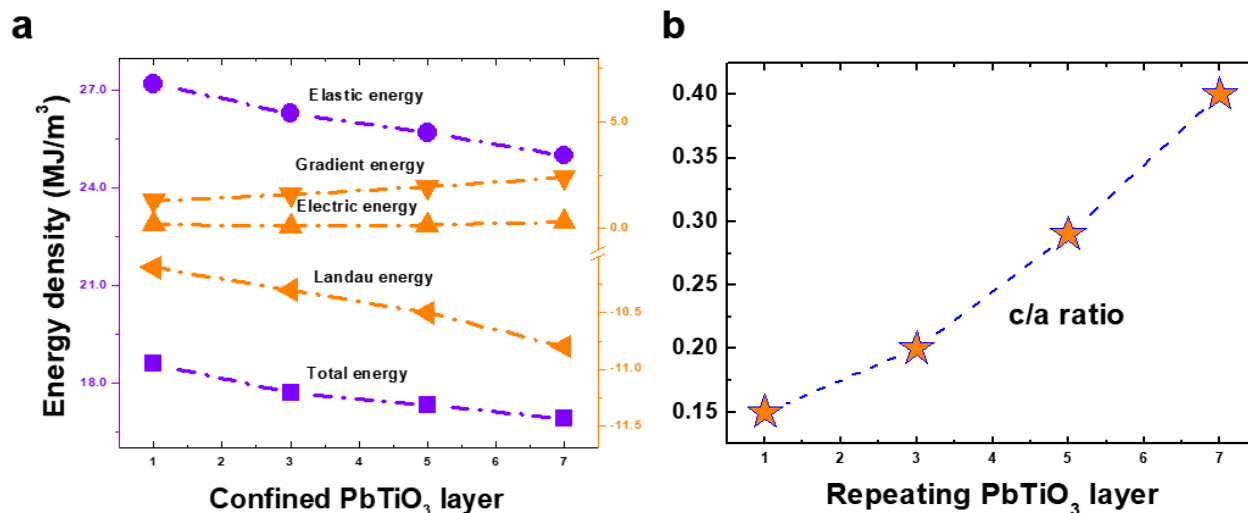 a
Energy density (MJ/m³)
27.0
24.0
21.0
18.0
Elastic energy
Gradient energy
Electric energy
Landau energy
Total energy
5.0
0.0
-10.5
-11.0
-11.5
1 2 3 4 5 6 7
Confined PbTiO₃ layer
b
0.40
0.35
0.30
0.25
0.20
0.15
c/a ratio
1 2 3 4 5 6 7
Repeating PbTiO₃ layer